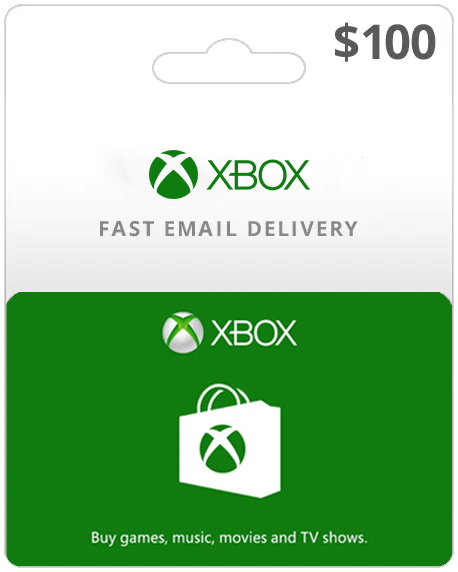 $100
XBOX
FAST EMAIL DELIVERY
XBOX
Buy games, music, movies and TV shows.